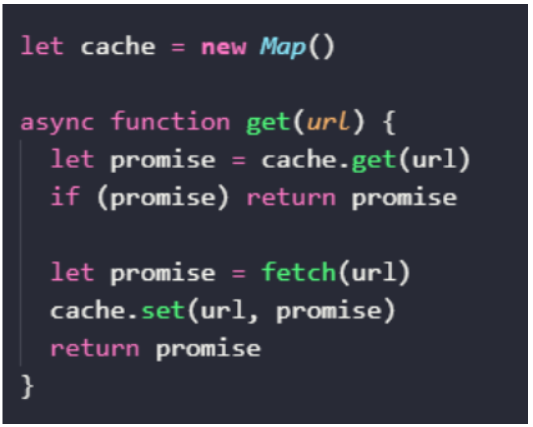 let cache = new Map()
async function get(url) {
let promise = cache.get(url)
if (promise) return promise
let promise = fetch(url)
cache.set(url, promise)
return promise
}